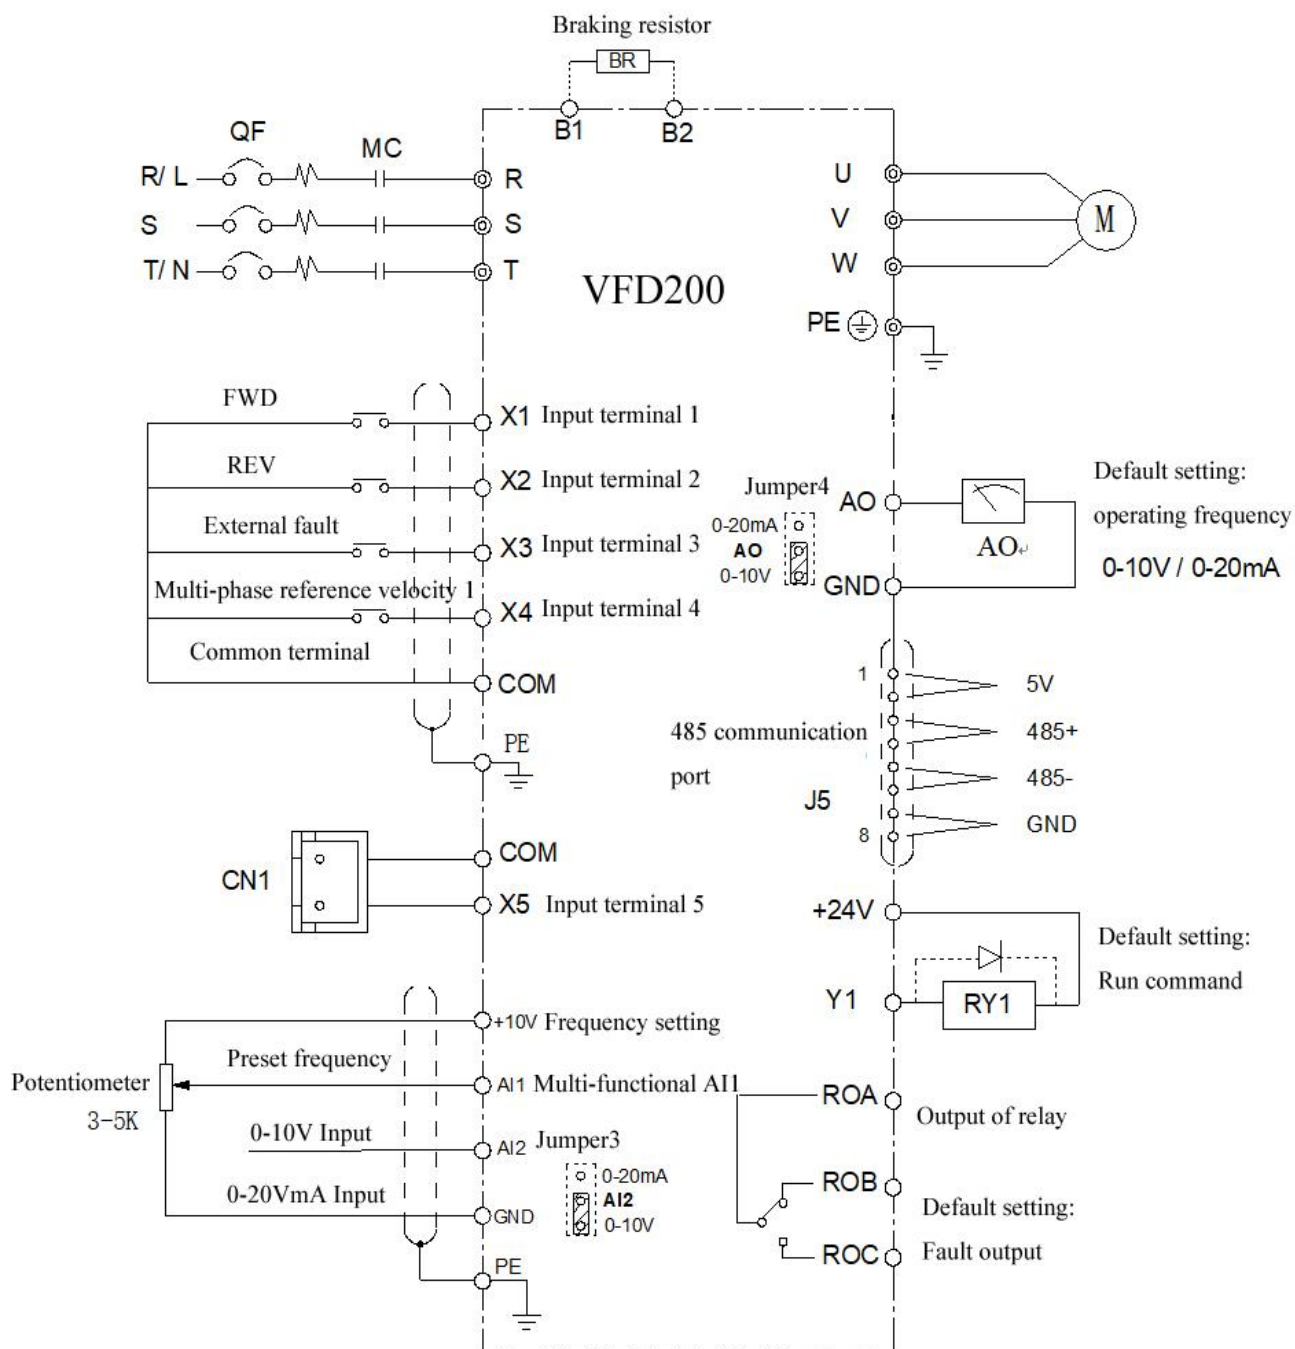 Braking resistor
BR
B1
B2
QF
MC
R/ L
R
S
S
T/ N
T
VFD200
U
V
W
M
PE
FWD
X1 Input terminal 1
REV
X2 Input terminal 2
External fault
X3 Input terminal 3
Multi-phase reference velocity 1
X4 Input terminal 4
Common terminal
COM
PE
Jumper4
0-20mA
AO
0-10V
AO
GND
AO
Default setting:
operating frequency
0-10V / 0-20mA
1
485 communication
port
J5
8
5V
485+
485-
GND
CN1
COM
X5 Input terminal 5
+24V
Y1
RY1
Default setting:
Run command
+10V Frequency setting
Preset frequency
Potentiometer
3-5K
AI1 Multi-functional AI1
0-10V Input
AI2
Jumper3
0-20mA
AI2
0-10V
0-20VmA Input
GND
PE
ROA
Output of relay
ROB
Default setting:
ROC
Fault output